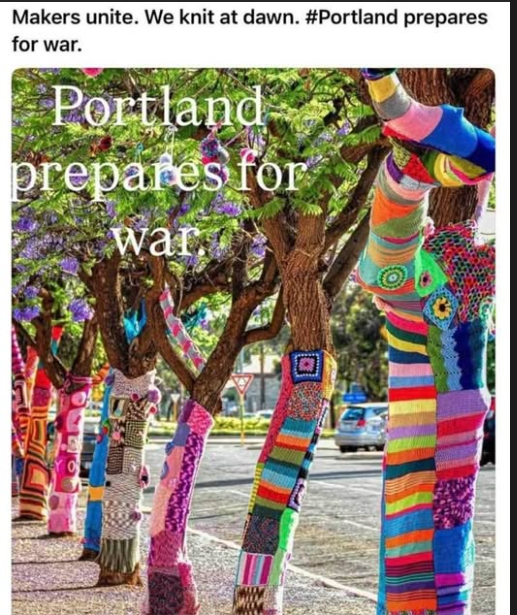 Makers unite. We knit at dawn. #Portland prepares
for war.
Portland
prepares for
war.